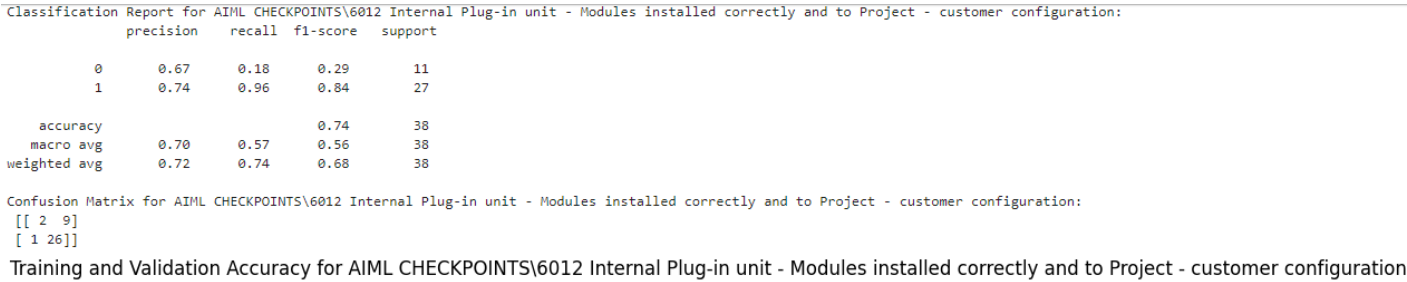 Classification Report for AIML CHECKPOINTS\6012 Internal Plug-in unit - Modules installed correctly and to Project - customer configuration:
precision recall f1-score support
0 0.67 0.18 0.29 11
1 0.74 0.96 0.84 27
accuracy 0.74 38
macro avg 0.70 0.57 0.56 38
weighted avg 0.72 0.74 0.68 38
Confusion Matrix for AIML CHECKPOINTS\6012 Internal Plug-in unit - Modules installed correctly and to Project - customer configuration:
[[ 2 9]
[ 1 26]]
Training and Validation Accuracy for AIML CHECKPOINTS\6012 Internal Plug-in unit - Modules installed correctly and to Project - customer configuration